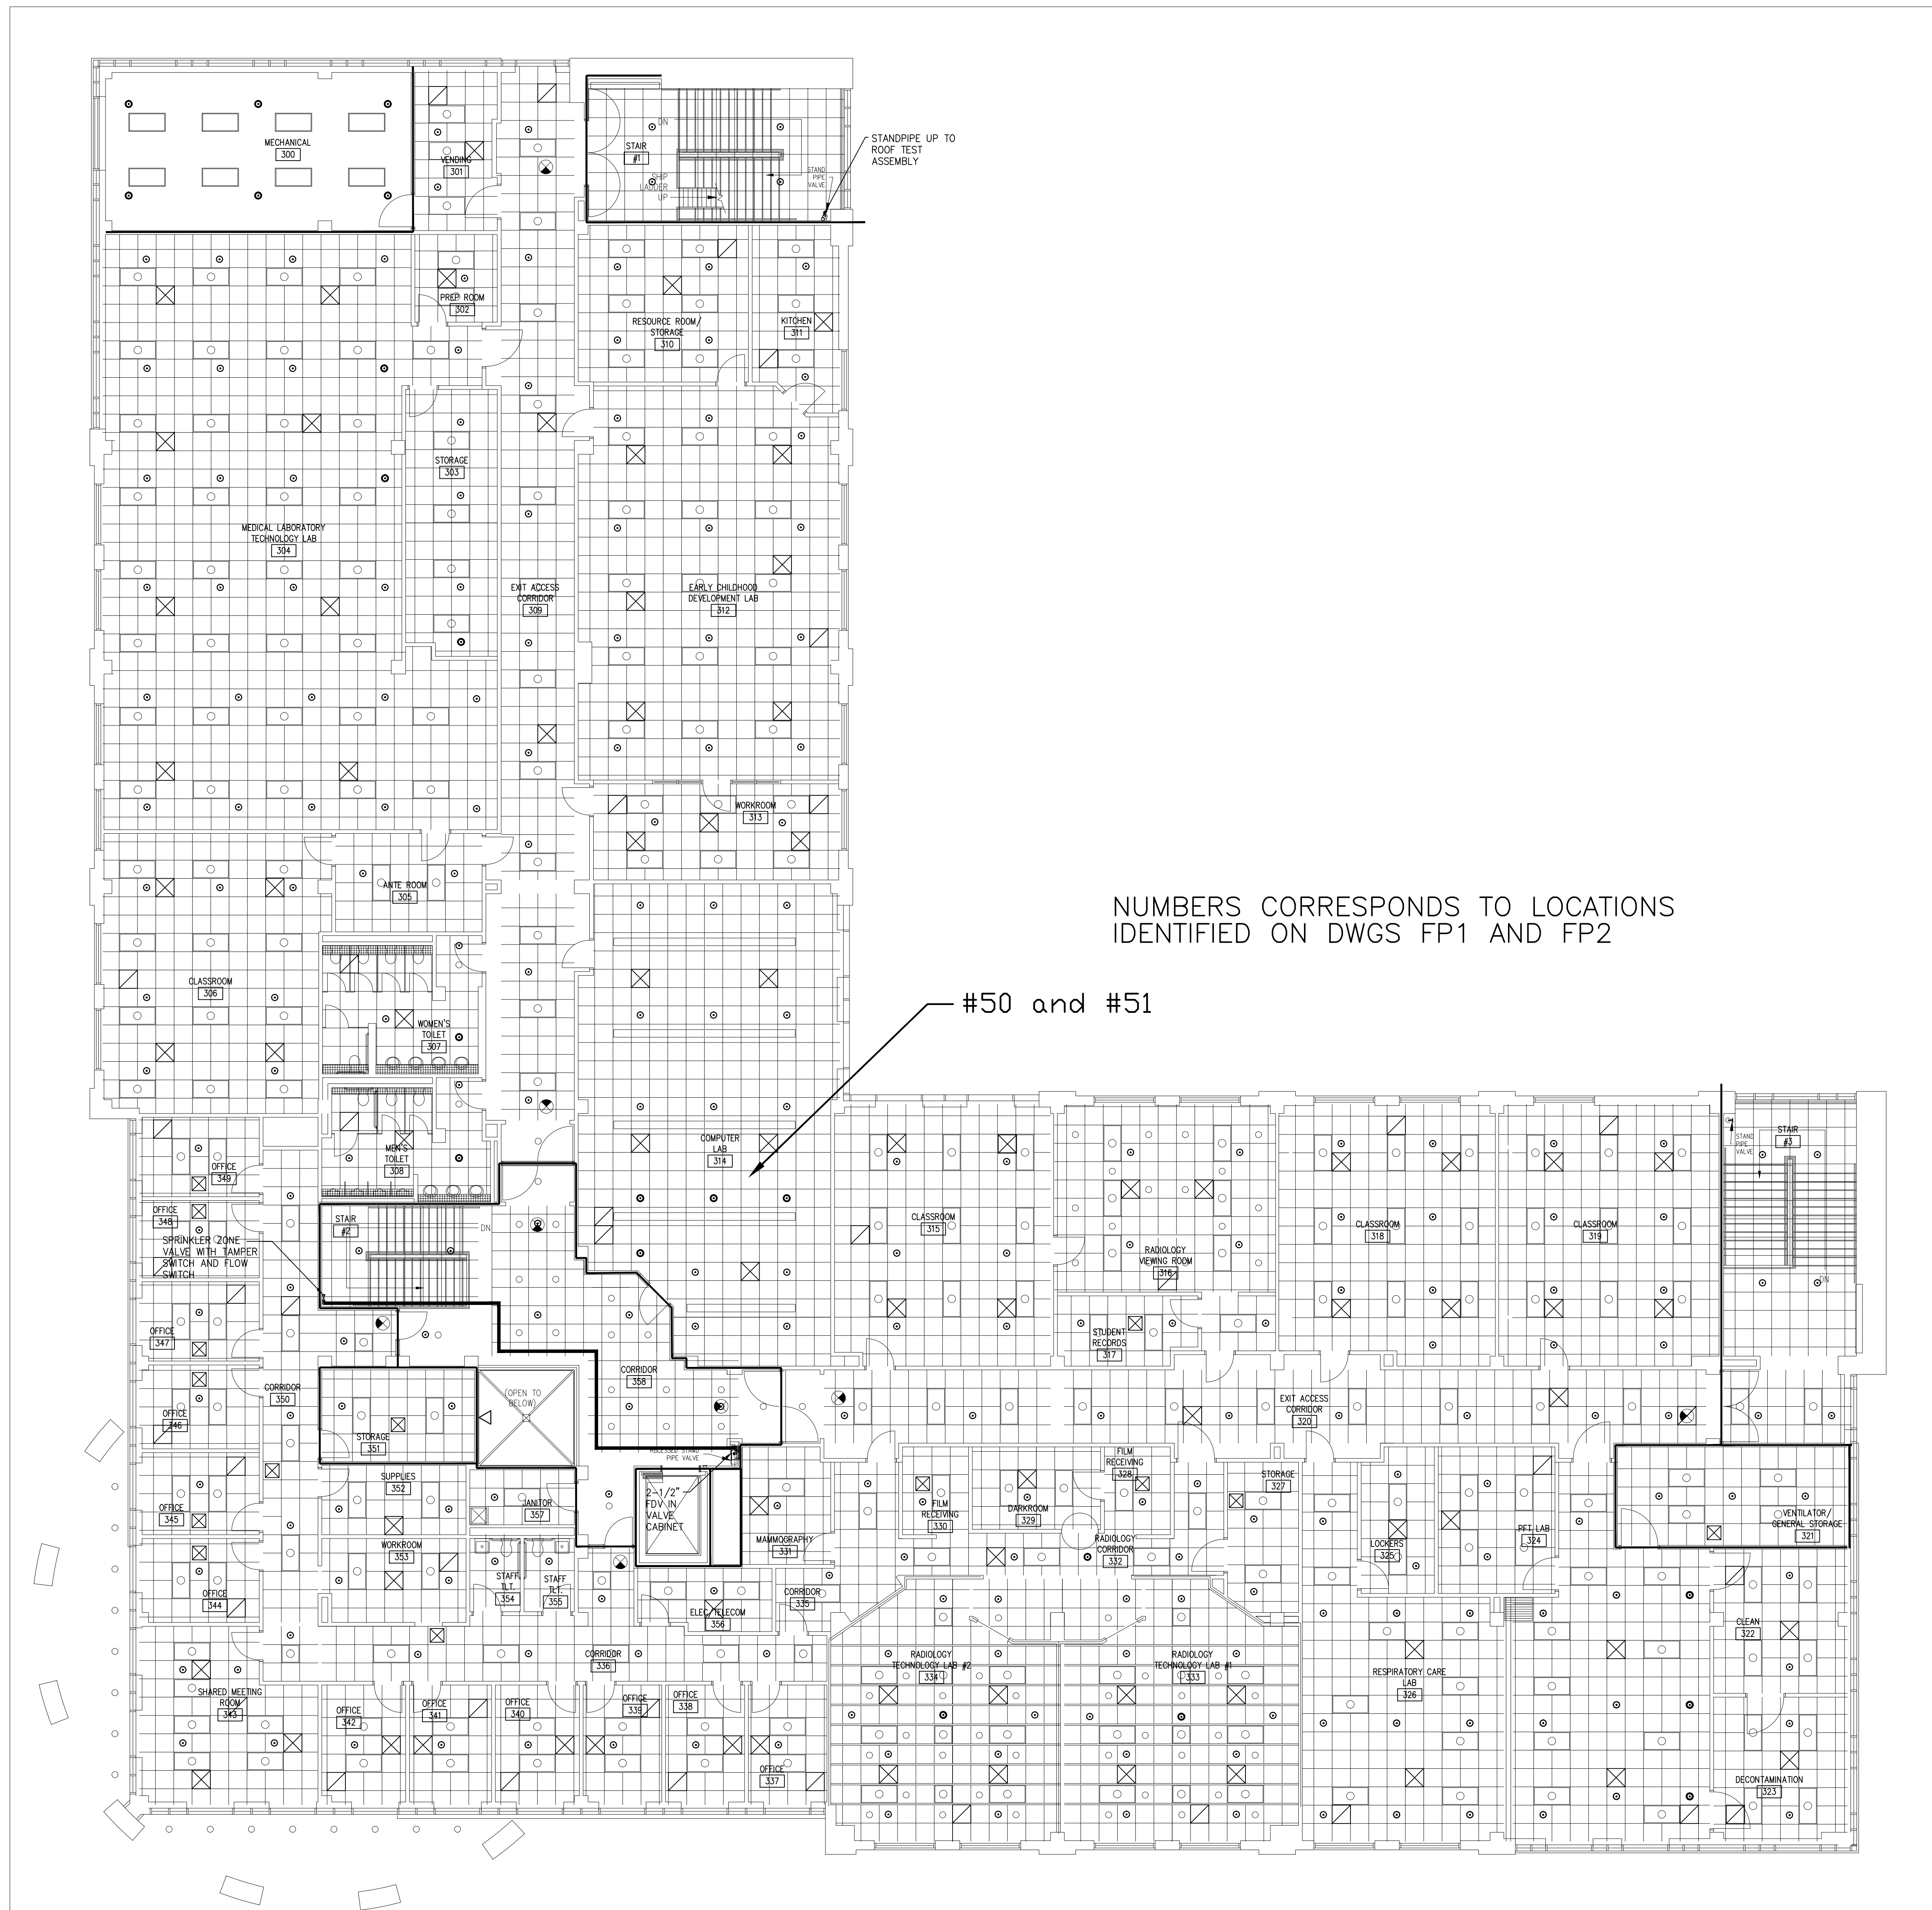 MECHANICAL
300
VENDING
301
DN
STAIR
#1
SHIP
LADDER
UP
STAND
PIPE
VALVE
STANDPIPE UP TO
ROOF TEST
ASSEMBLY
PREP ROOM
302
RESOURCE ROOM/
STORAGE
310
KITCHEN
311
STORAGE
303
MEDICAL LABORATORY
TECHNOLOGY LAB
304
EXIT ACCESS
CORRIDOR
309
EARLY CHILDHOOD
DEVELOPMENT LAB
312
WORKROOM
313
ANTE ROOM
305
NUMBERS CORRESPONDS TO LOCATIONS
IDENTIFIED ON DWGS FP1 AND FP2
CLASSROOM
306
#50 and #51
WOMEN'S
TOILET
307
MEN'S
TOILET
308
COMPUTER
LAB
314
OFFICE
349
OFFICE
348
STAIR
#2
DN
SPRINKLER ZONE
VALVE WITH TAMPER
SWITCH AND FLOW
SWITCH
CLASSROOM
315
RADIOLOGY
VIEWING ROOM
316
CLASSROOM
318
CLASSROOM
319
STAND
PIPE
VALVE
STAIR
#3
DN
OFFICE
347
STUDENT
RECORDS
317
CORRIDOR
358
CORRIDOR
350
(OPEN TO
BELOW)
EXIT ACCESS
CORRIDOR
320
OFFICE
346
STORAGE
351
RECESSED STAND
PIPE VALVE
SUPPLIES
352
JANITOR
357
2-1/2"
FDV IN
VALVE
CABINET
FILM
RECEIVING
328
STORAGE
327
OFFICE
345
FILM
RECEIVING
330
DARKROOM
329
VENTILATOR/
GENERAL STORAGE
321
MAMMOGRAPHY
331
RADIOLOGY
CORRIDOR
332
LOCKERS
325
PFT LAB
324
WORKROOM
353
STAFF
TLT.
354
STAFF
TLT.
355
OFFICE
344
CORRIDOR
335
ELEC/TELECOM
356
CLEAN
322
CORRIDOR
336
RADIOLOGY
TECHNOLOGY LAB #2
334
RADIOLOGY
TECHNOLOGY LAB #1
333
RESPIRATORY CARE
LAB
326
SHARED MEETING
ROOM
343
OFFICE
342
OFFICE
341
OFFICE
340
OFFICE
339
OFFICE
338
OFFICE
337
DECONTAMINATION
323